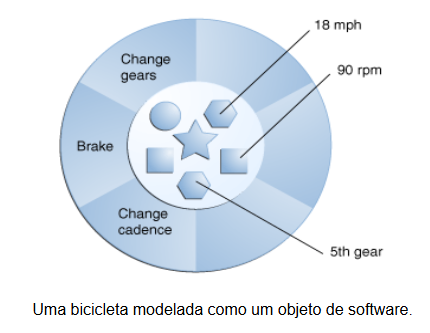 18 mph
Change
gears
90 rpm
Brake
Change
cadence
5th gear
Uma bicicleta modelada como um objeto de software.